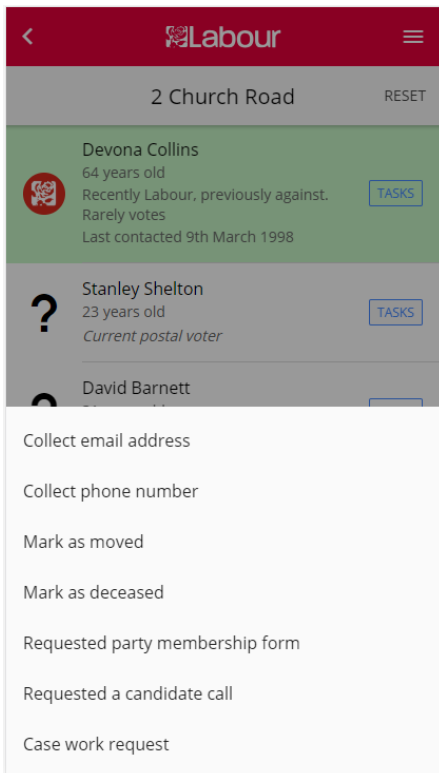 Labour
2 Church Road RESET
Devona Collins
64 years old
Recently Labour, previously against.
Rarely votes
Last contacted 9th March 1998
TASKS
Stanley Shelton
23 years old
Current postal voter
TASKS
David Barnett
Collect email address
Collect phone number
Mark as moved
Mark as deceased
Requested party membership form
Requested a candidate call
Case work request